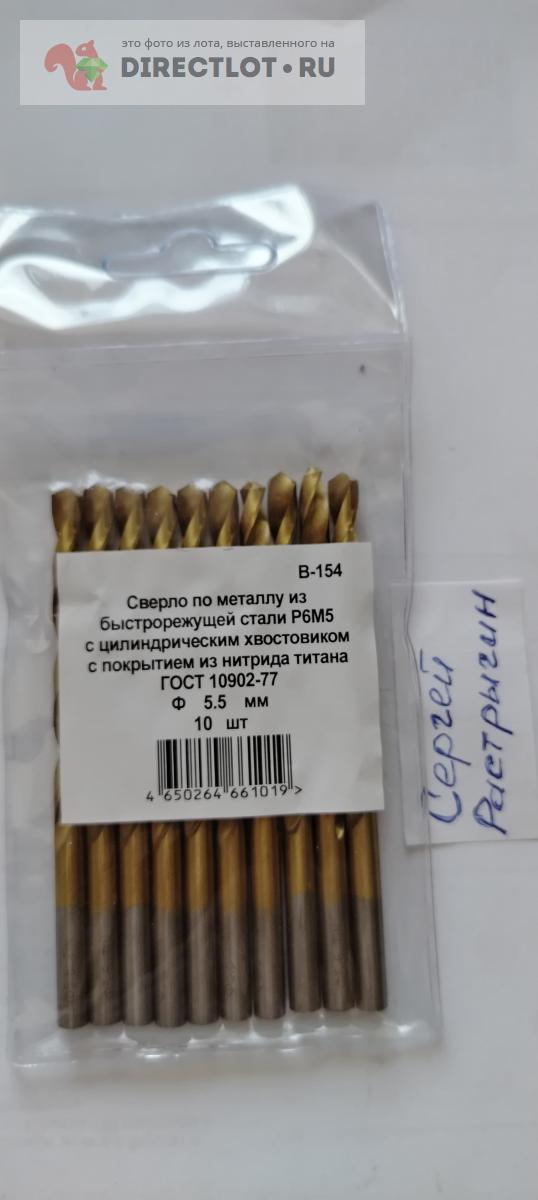 это фото из лота, выставленного на
DIRECTLOT.RU
B-154
Сверло по металлу из
быстрорежущей стали Р6М5
с цилиндрическим хвостовиком
с покрытием из нитрида титана
ГОСТ 10902-77
Ф 5.5 мм
10 шт
4 650264 661019 >
Сергей
Растрыгин